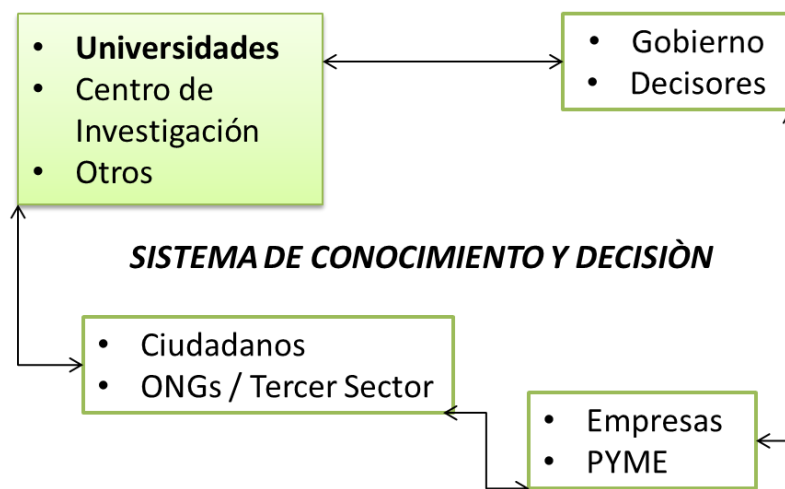 • Universidades
• Centro de
Investigación
• Otros
• Gobierno
• Decisores
SISTEMA DE CONOCIMIENTO Y DECISIÒN
• Ciudadanos
• ONGs / Tercer Sector
• Empresas
• PYME